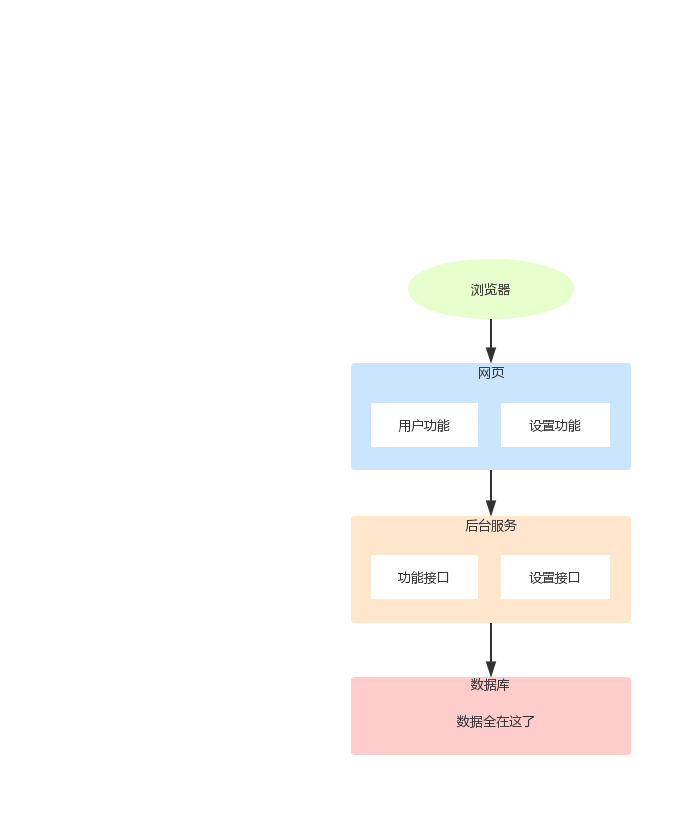 浏览器
网页
用户功能
设置功能
后台服务
功能接口
设置接口
数据库
数据全在这了